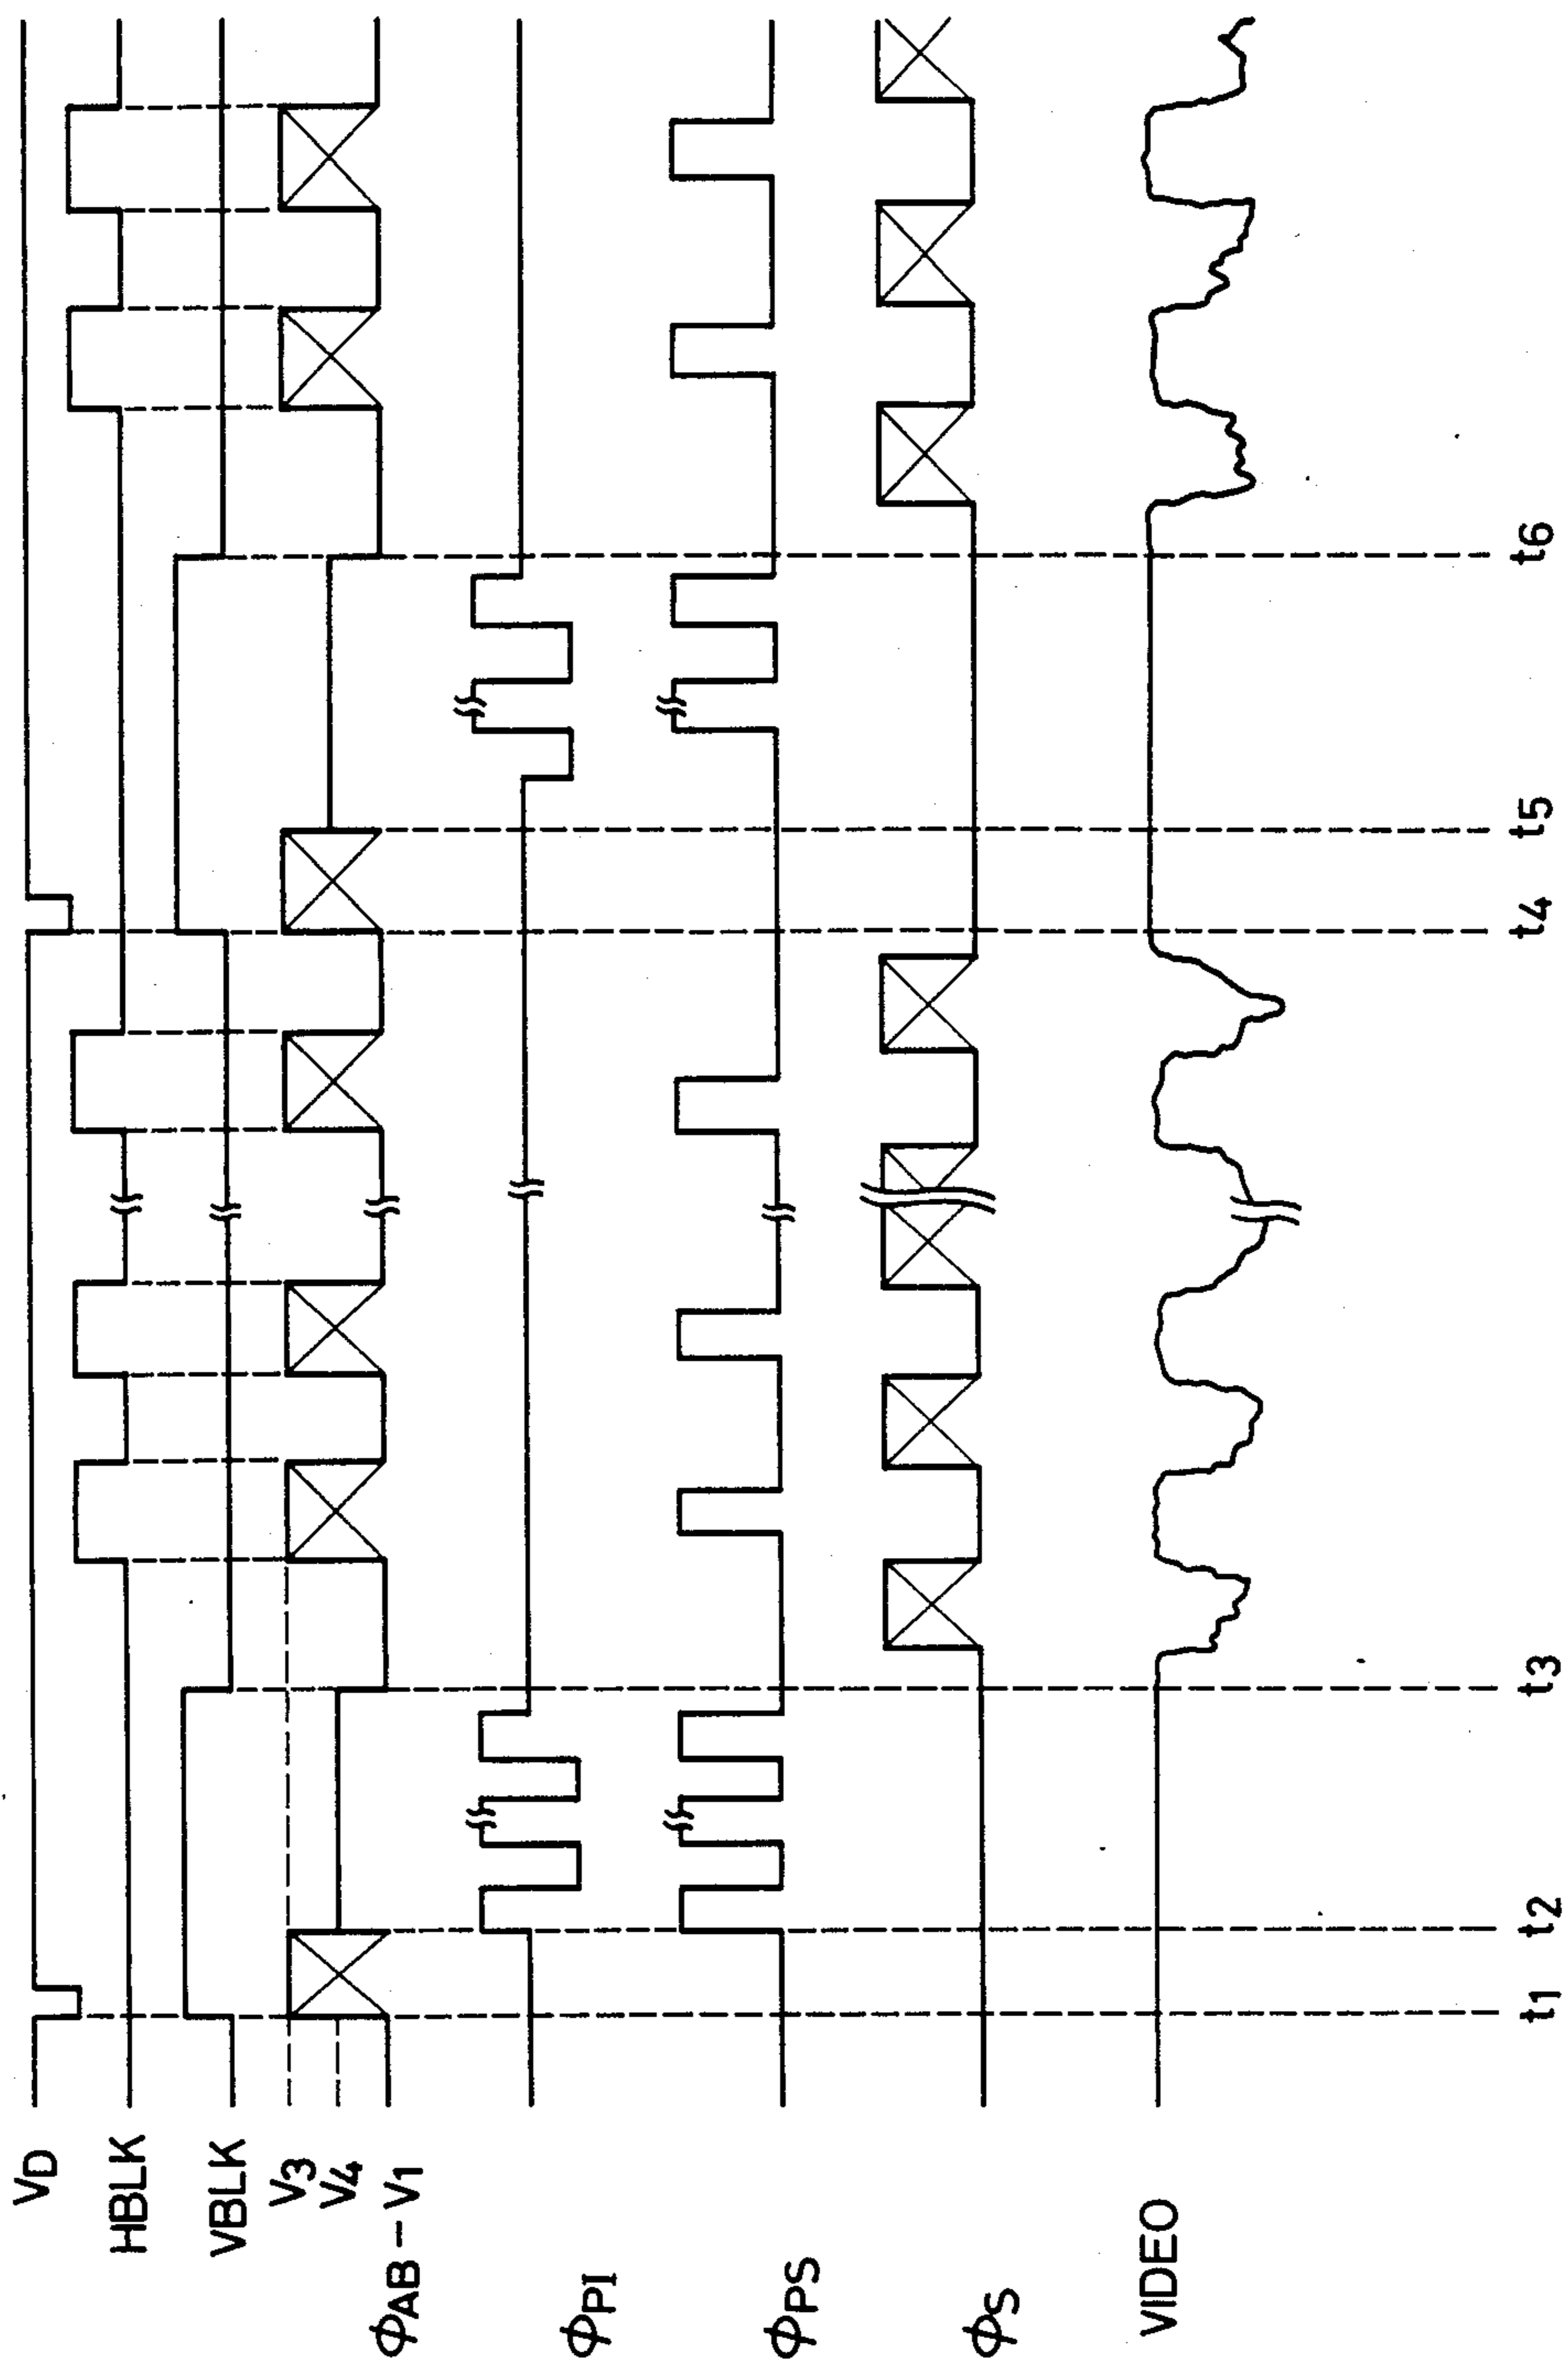 VD
HBLK
VBLK
V3
V4
ϕAB – V1
ϕPI
ϕPS
ϕS
VIDEO
t1 t2 t3 t4 t5 t6